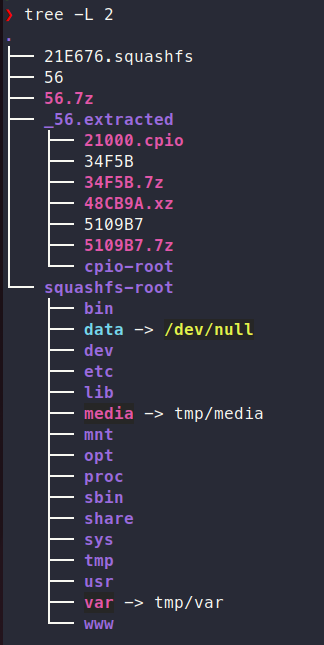 ❯ tree -L 2
.
├── 21E676.squashfs
├── 56
├── 56.7z
├── _56.extracted
│   ├── 21000.cpio
│   ├── 34F5B
│   ├── 34F5B.7z
│   ├── 48CB9A.xz
│   ├── 5109B7
│   ├── 5109B7.7z
│   └── cpio-root
└── squashfs-root
    ├── bin
    ├── data -> /dev/null
    ├── dev
    ├── etc
    ├── lib
    ├── media -> tmp/media
    ├── mnt
    ├── opt
    ├── proc
    ├── sbin
    ├── share
    ├── sys
    ├── tmp
    ├── usr
    ├── var -> tmp/var
    └── www